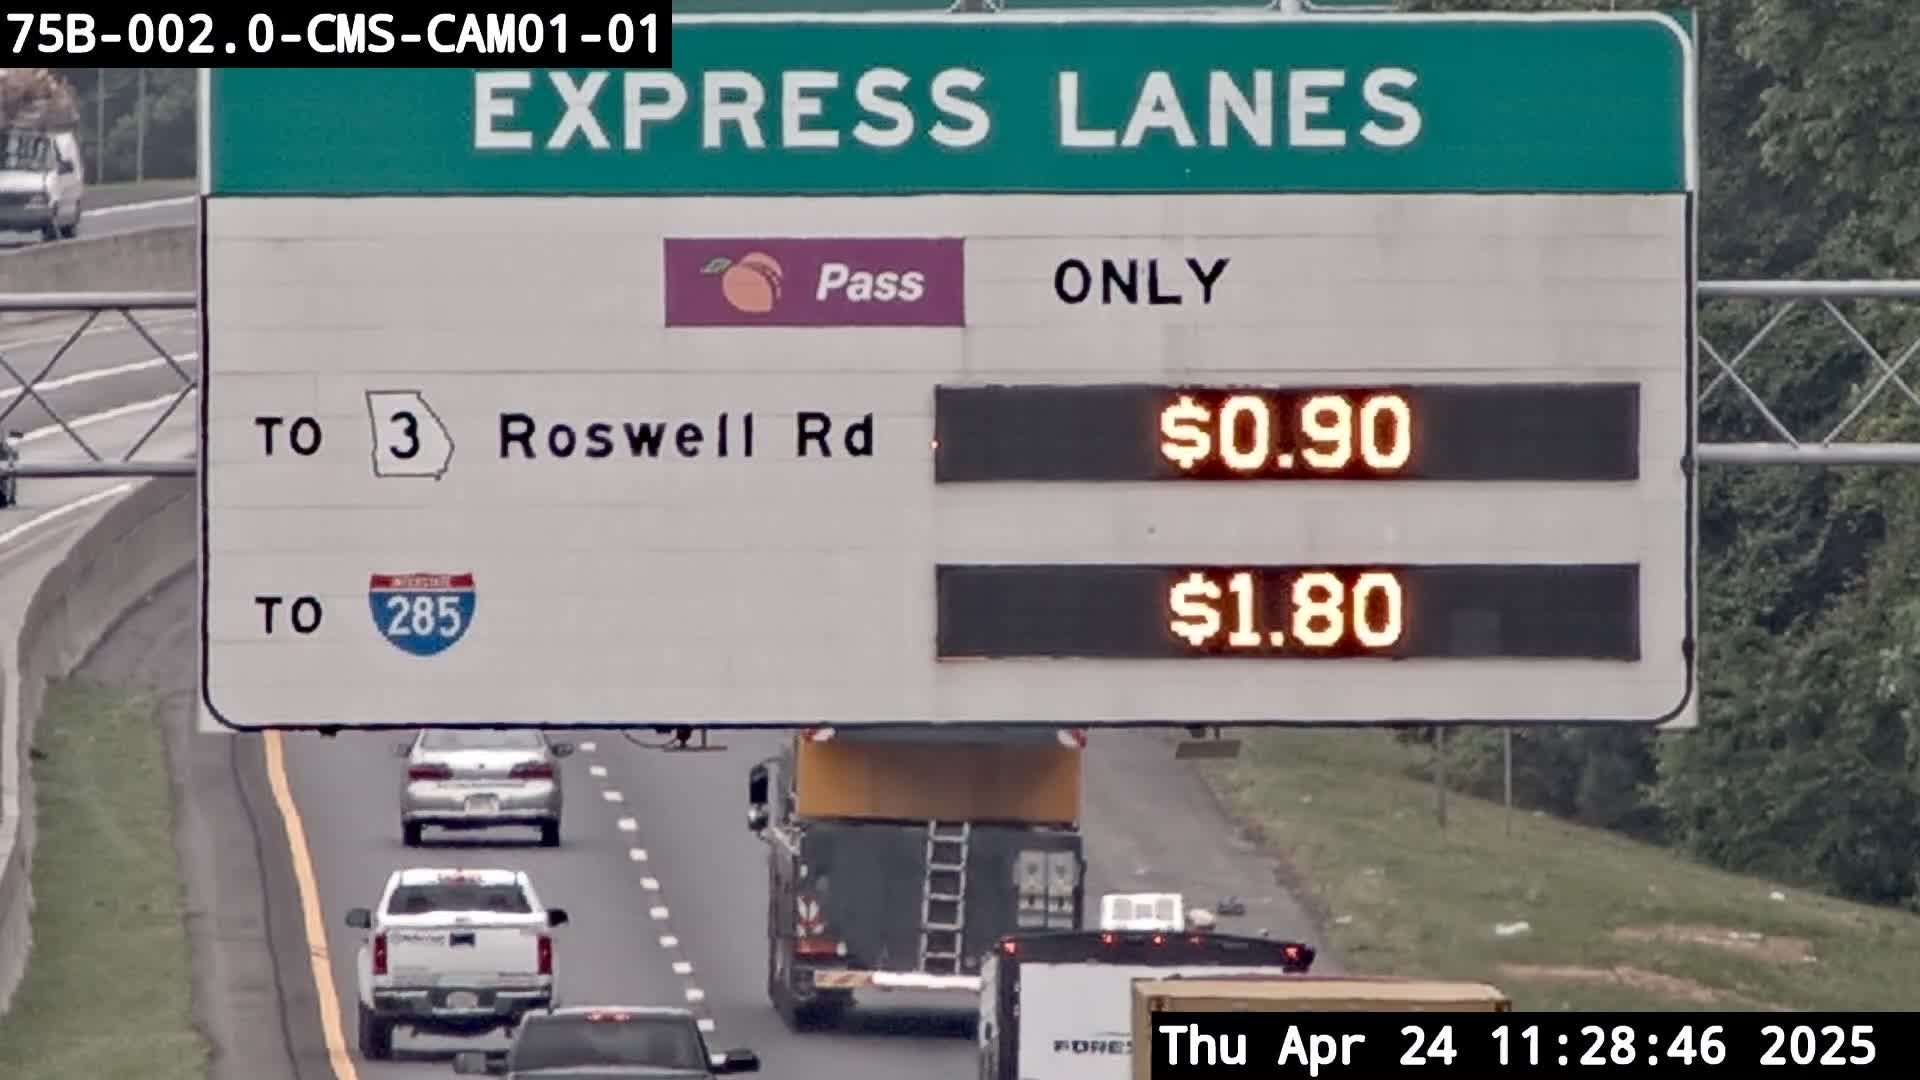 75B-002.0-CMS-CAM01-01
EXPRESS LANES
Pass ONLY
TO 3 Roswell Rd $0.90
TO INTERSTATE 285 $1.80
Thu Apr 24 11:28:46 2025